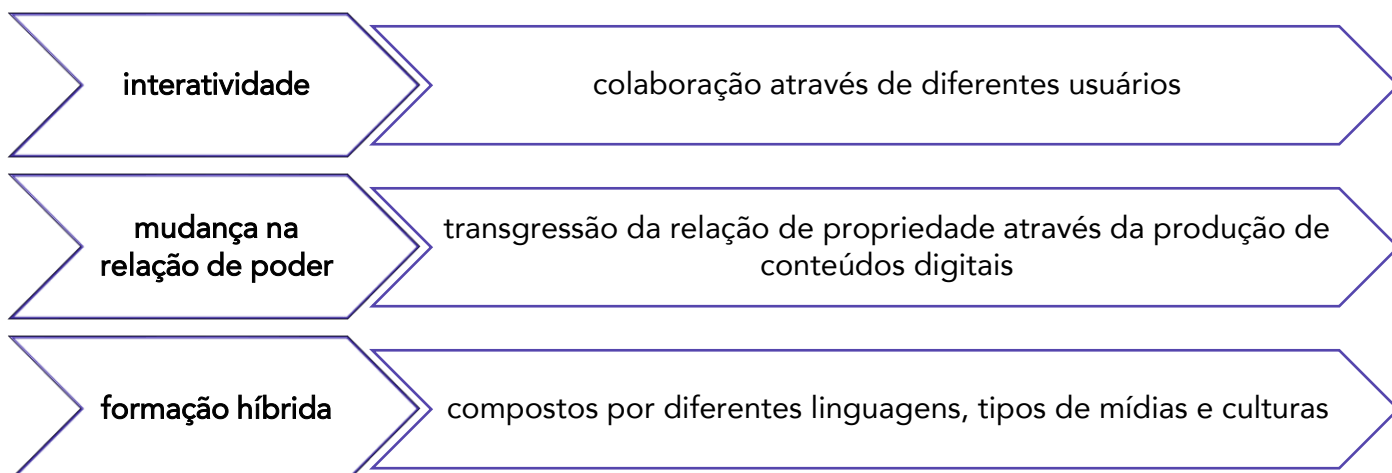 interatividade
colaboração através de diferentes usuários
mudança na
relação de poder
transgressão da relação de propriedade através da produção de
conteúdos digitais
formação híbrida
compostos por diferentes linguagens, tipos de mídias e culturas